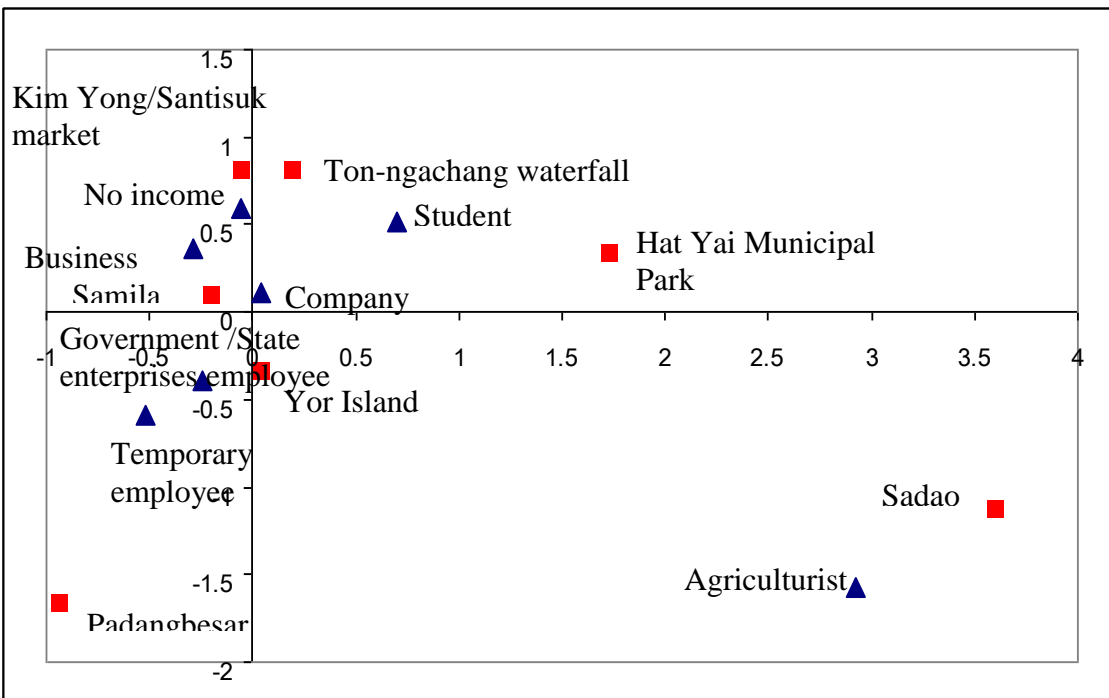 1.5
Kim Yong/Santisuk
market
1
Ton-ngachang waterfall
No income
Student
0.5
Hat Yai Municipal
Park
Business
Samila
Company
0
Government /State
enterprises employee
-1 -0.5 0 0.5 1 1.5 2 2.5 3 3.5 4
Yor Island
-0.5
Temporary
employee
-1
Sadao
-1.5
Agriculturist
Padangbesar
-2